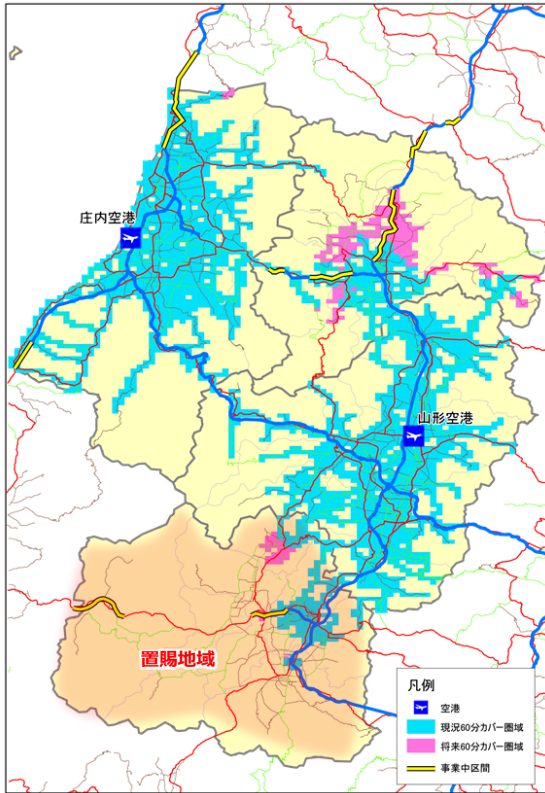 庄内空港
山形空港
置賜地域
凡例
空港
現況60分カバー圏域
将来60分カバー圏域
事業中区間